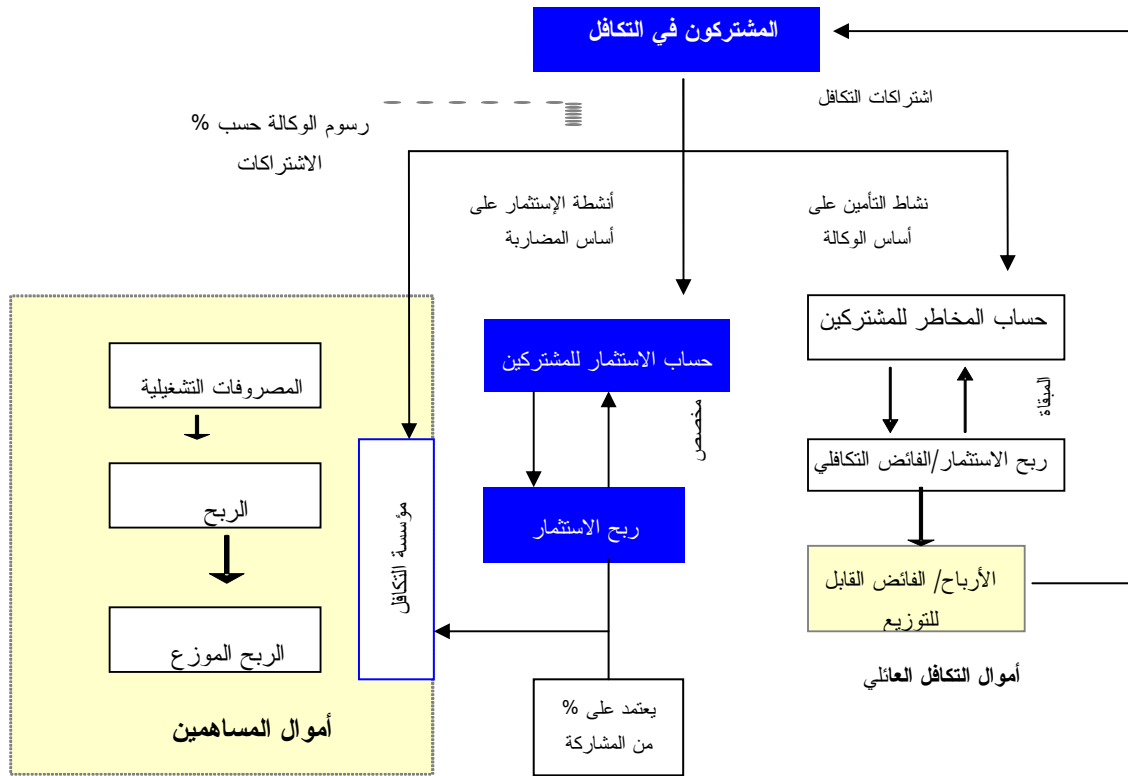 المشتركون في التكافل
اشتراكات التكافل
رسوم الوكالة حسب %
الاشتراكات
أنشطة الإستثمار على
أساس المضاربة
نشاط التأمين على
أساس الوكالة
حساب المخاطر للمشتركين
المبقاة
ربح الاستثمار/الفائض التكافلي
الأرباح/ الفائض القابل
للتوزيع
أموال التكافل العائلي
حساب الاستثمار للمشتركين
مخصص
ربح الاستثمار
يعتمد على %
من المشاركة
مؤسسة التكافل
المصروفات التشغيلية
الربح
الربح الموزع
أموال المساهمين